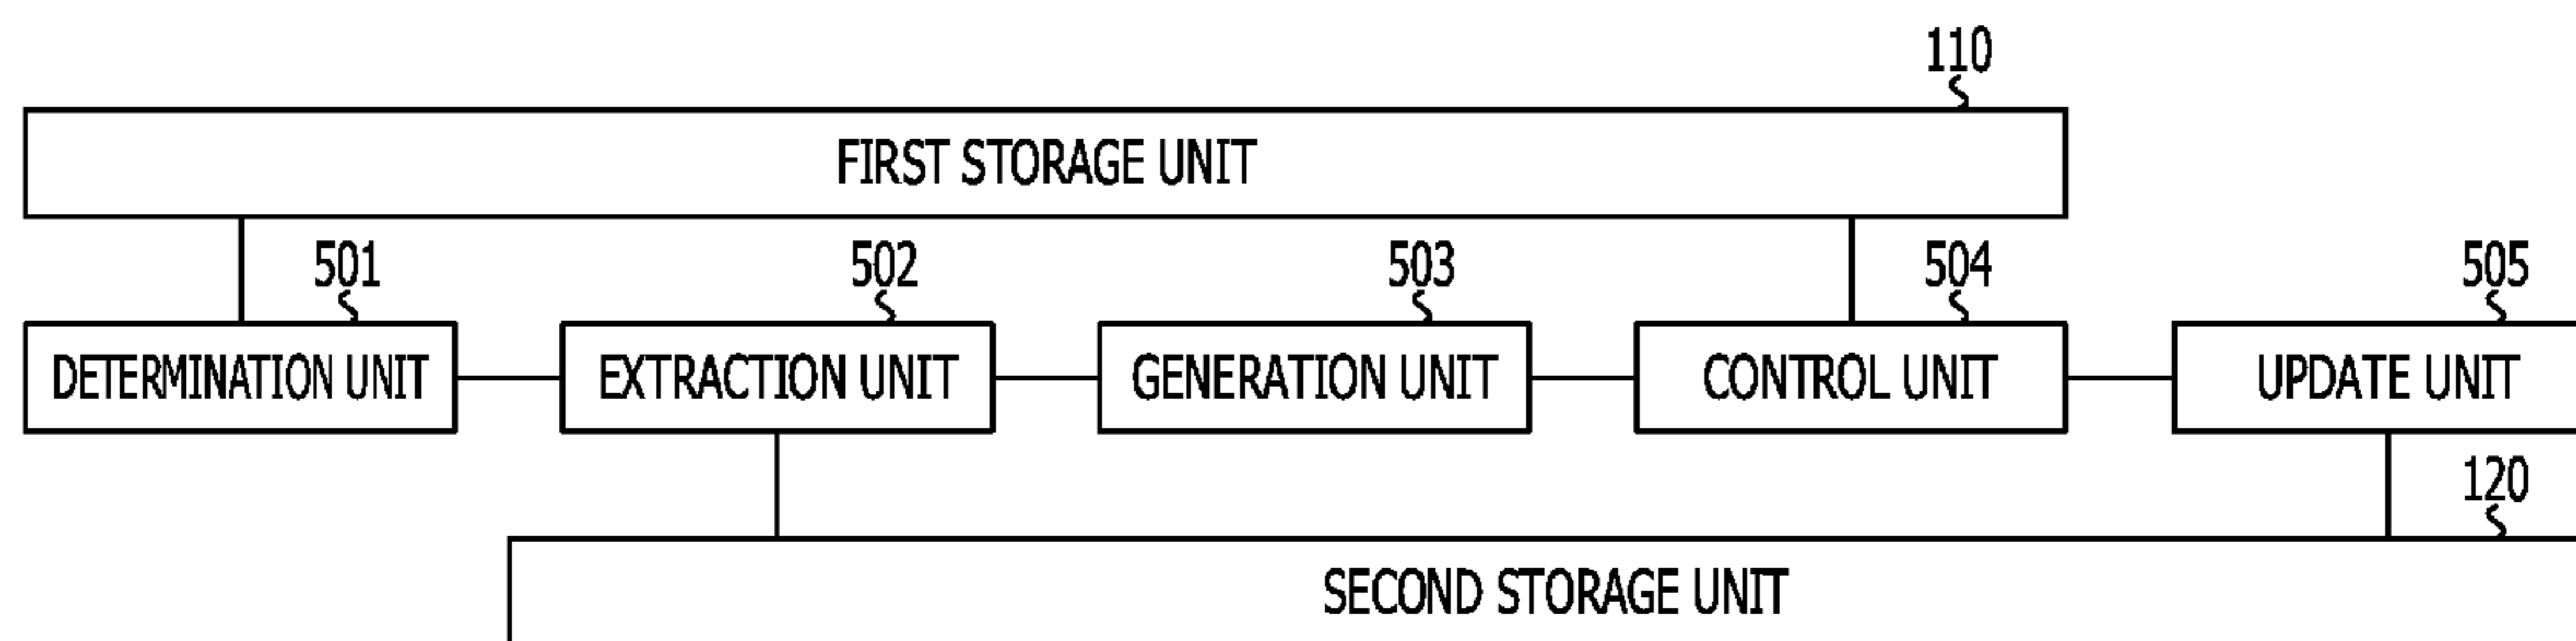 110
FIRST STORAGE UNIT
501
502
503
504
505
DETERMINATION UNIT
EXTRACTION UNIT
GENERATION UNIT
CONTROL UNIT
UPDATE UNIT
120
SECOND STORAGE UNIT